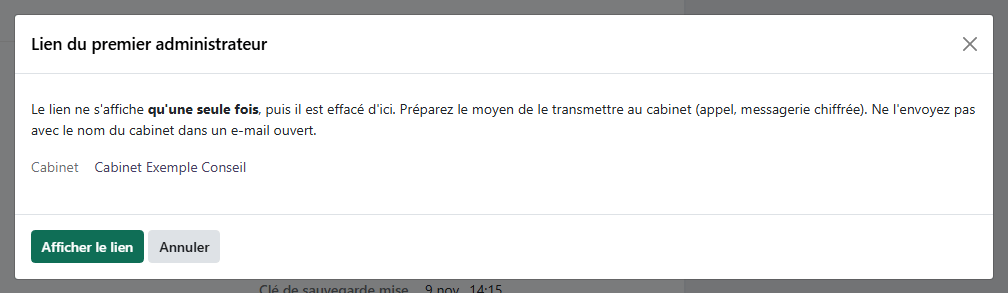 Lien du premier administrateur
Le lien ne s'affiche qu'une seule fois, puis il est effacé d'ici. Préparez le moyen de le transmettre au cabinet (appel, messagerie chiffrée). Ne l'envoyez pas
avec le nom du cabinet dans un e-mail ouvert.
Cabinet Cabinet Exemple Conseil
Afficher le lien Annuler
Clé de sauvegarde mise 9 nov. 14:15